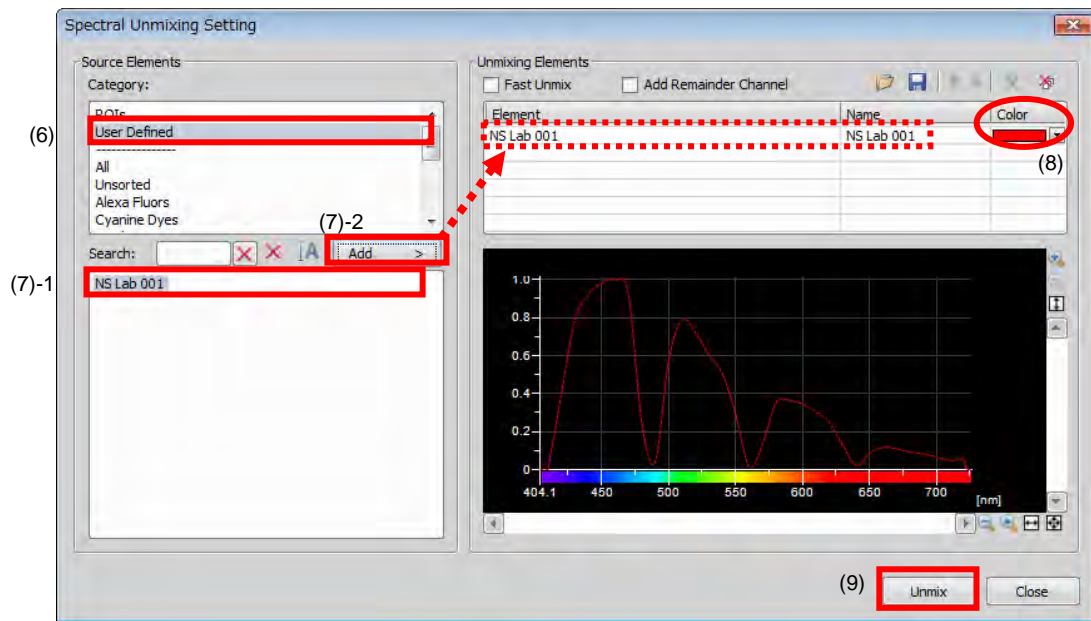 Spectral Unmixing Setting
Source Elements
Category:
ROIs
(6)
User Defined
----------------
All
Unsorted
Alexa Fluors
Cyanine Dyes
(7)-2
Search:
A
Add >
(7)-1
NS Lab 001
Unmixing Elements
Fast Unmix
Add Remainder Channel
Element Name Color
NS Lab 001 NS Lab 001
(8)
1.0
0.8
0.6
0.4
0.2
0
404.1 450 500 550 600 650 700
[nm]
(9)
Unmix
Close